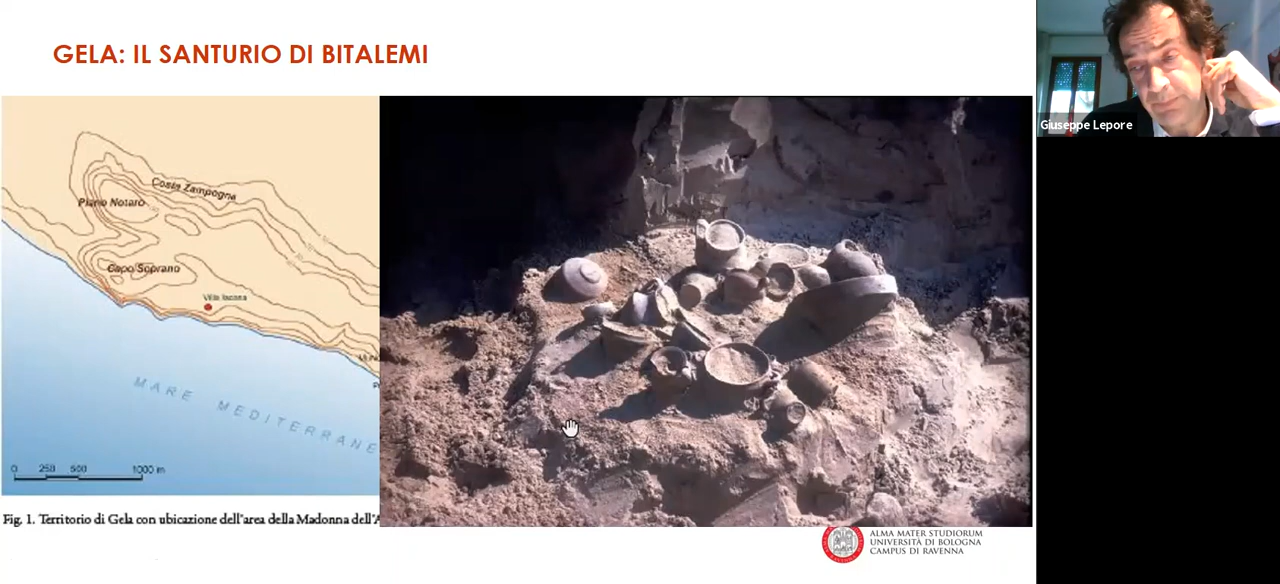 GELA: IL SANTURIO DI BITALEMI
Giuseppe Lepore
Costa Zampogna
Piano Notaro
Capo Soprano
Villa Iacona
MARE MEDITERRANE
0 250 500 1000 m
Fig. 1. Territorio di Gela con ubicazione dell'area della Madonna dell'A
ALMA MATER STUDIORUM
UNIVERSITÀ DI BOLOGNA
CAMPUS DI RAVENNA